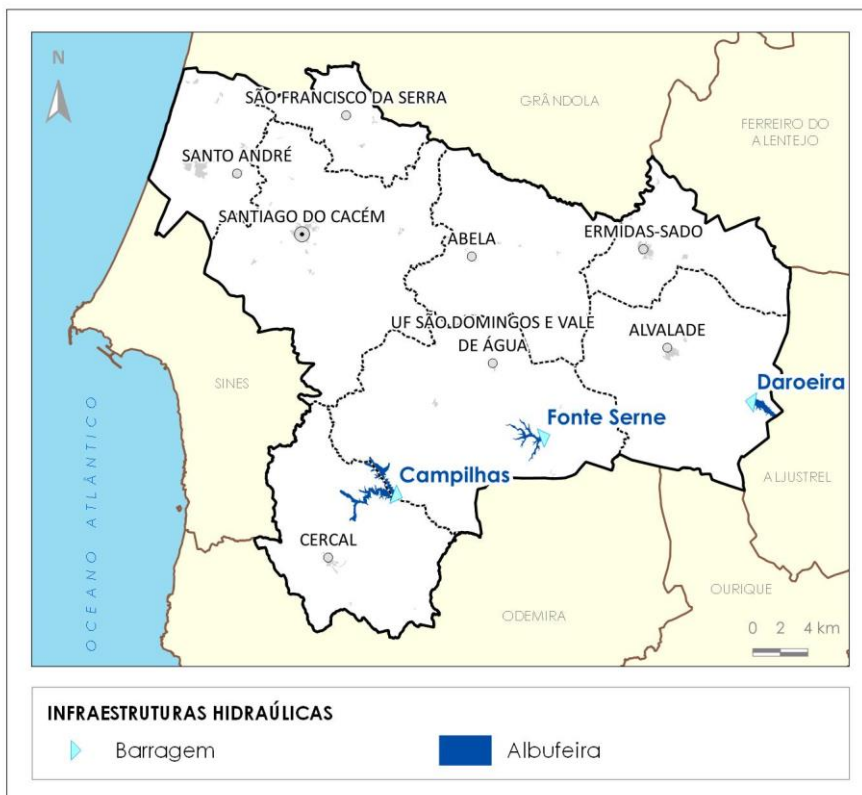 N
SÃO FRANCISCO DA SERRA
GRÂNDOLA
FERREIRO DO
ALENTEJO
SANTO ANDRÉ
SANTIAGO DO CACÉM
ABELA
ERMIDAS-SADO
UF SÃO DOMINGOS E VALE
DE ÁGUA
ALVALADE
SINES
Daroeira
Fonte Serne
OCEANO ATLÂNTICO
Campilhas
ALJUSTREL
CERCAL
OURIQUE
ODEMIRA
0 2 4 km
INFRAESTRUTURAS HIDRAÚLICAS
Barragem
Albufeira